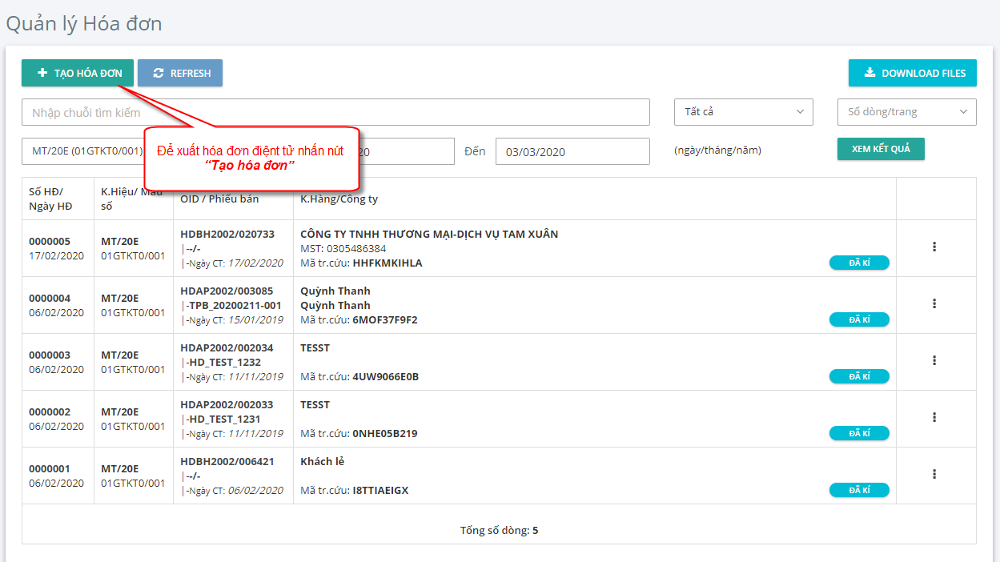 Quản lý Hóa đơn
TẠO HÓA ĐƠN
REFRESH
DOWNLOAD FILES
Nhập chuỗi tìm kiếm
Tất cả
Số dòng/trang
MT/20E (01GTKT0/001)
20
Đến
03/03/2020
(ngày/tháng/năm)
XEM KẾT QUẢ
Để xuất hóa đơn điệnt tử nhấn nút
“Tạo hóa đơn”
Số HĐ/
Ngày HĐ
K.Hiệu/ Mẫu
số
OID / Phiếu bán
K.Hàng/Công ty
0000005
17/02/2020
MT/20E
01GTKT0/001
HDBH2002/020733
|--/-
|-Ngày CT: 17/02/2020
CÔNG TY TNHH THƯƠNG MẠI-DỊCH VỤ TAM XUÂN
MST: 0305486384
Mã tr.cứu: HHFKMKIHLA
ĐÃ KÍ
0000004
06/02/2020
MT/20E
01GTKT0/001
HDAP2002/003085
|-TPB_20200211-001
|-Ngày CT: 15/01/2019
Quỳnh Thanh
Quỳnh Thanh
Mã tr.cứu: 6MOF37F9F2
ĐÃ KÍ
0000003
06/02/2020
MT/20E
01GTKT0/001
HDAP2002/002034
|-HD_TEST_1232
|-Ngày CT: 11/11/2019
TESST
Mã tr.cứu: 4UW9066E0B
ĐÃ KÍ
0000002
06/02/2020
MT/20E
01GTKT0/001
HDAP2002/002033
|-HD_TEST_1231
|-Ngày CT: 11/11/2019
TESST
Mã tr.cứu: 0NHE05B219
ĐÃ KÍ
0000001
06/02/2020
MT/20E
01GTKT0/001
HDBH2002/006421
|--/-
|-Ngày CT: 06/02/2020
Khách lẻ
Mã tr.cứu: I8TTIAEIGX
ĐÃ KÍ
Tổng số dòng: 5